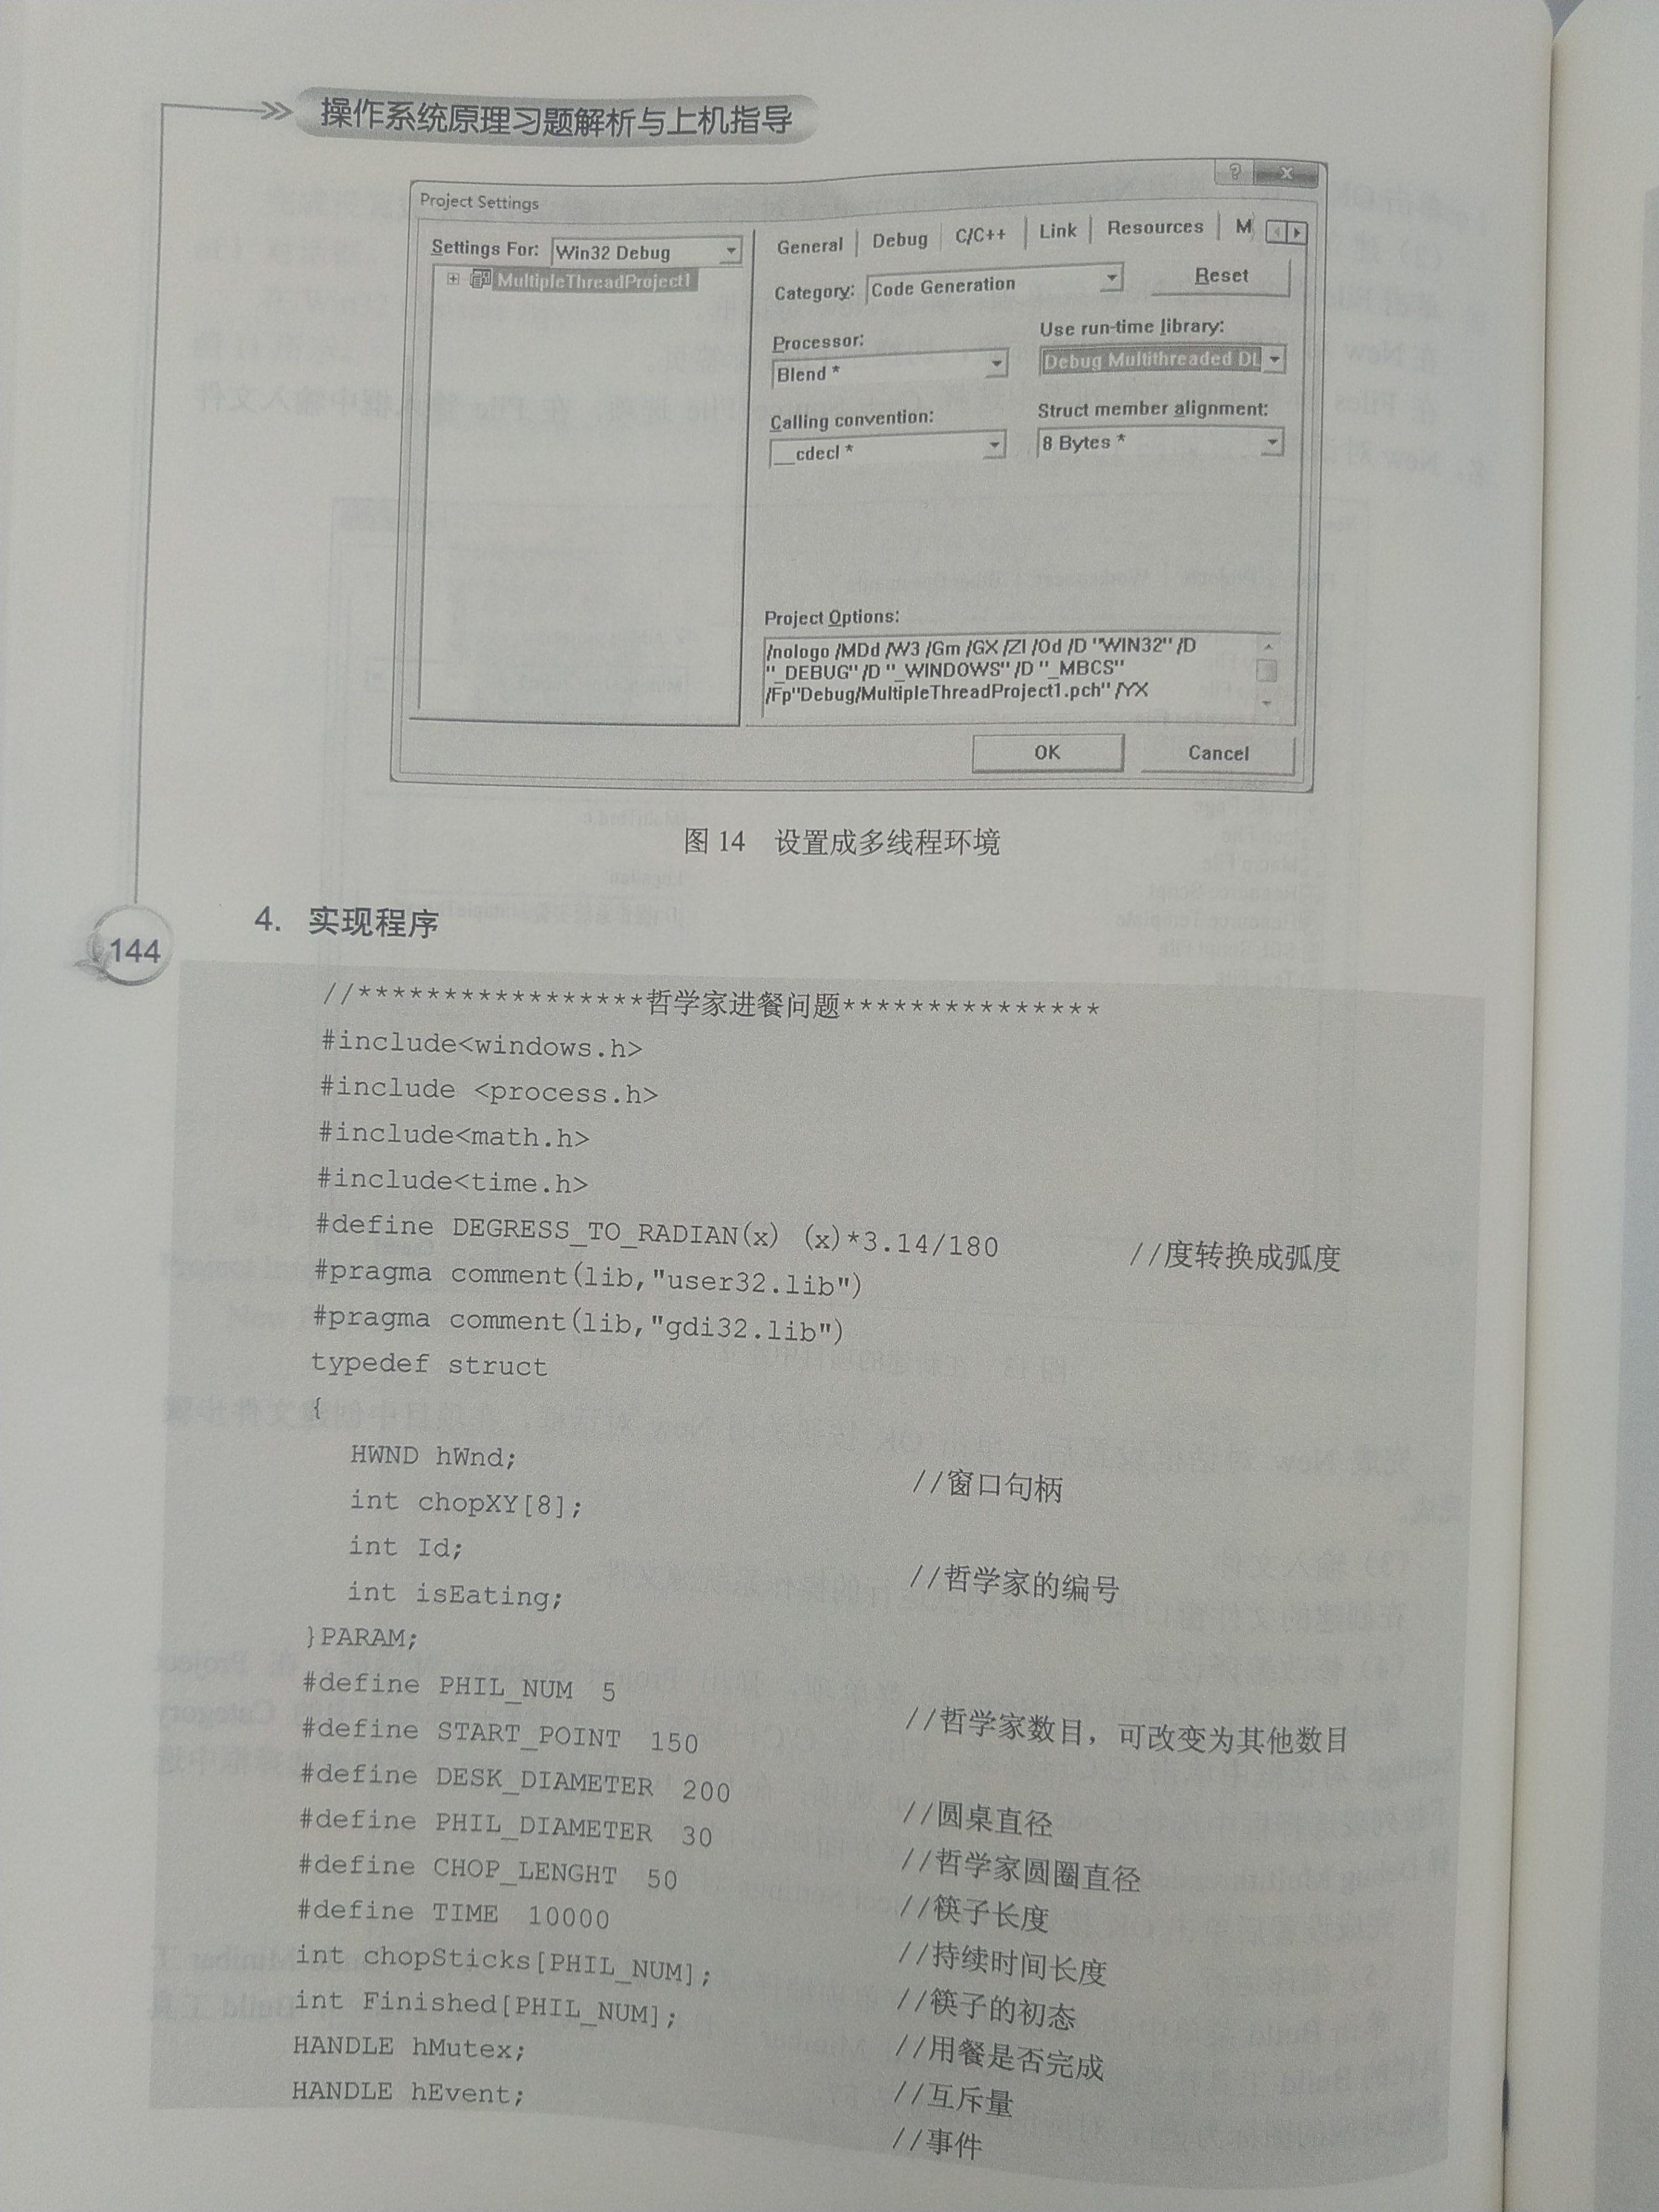 操作系统原理习题解析与上机指导
Project Settings
Settings For: Win32 Debug
MultipleThreadProject1
General Debug C/C++ Link Resources M
Category: Code Generation Reset
Processor: Use run-time library:
Blend * Debug Multithreaded DL
Calling convention: Struct member alignment:
__cdecl * 8 Bytes *
Project Options:
/nologo /MDd /W3 /Gm /GX /ZI /Od /D "WIN32" /D
"_DEBUG" /D "_WINDOWS" /D "_MBCS"
/Fp"Debug/MultipleThreadProject1.pch" /YX
OK Cancel
图 14 设置成多线程环境
4. 实现程序
144
//*****************哲学家进餐问题***************
#include<windows.h>
#include <process.h>
#include<math.h>
#include<time.h>
#define DEGRESS_TO_RADIAN(x) (x)*3.14/180 //度转换成弧度
#pragma comment(lib,"user32.lib")
#pragma comment(lib,"gdi32.lib")
typedef struct
{
HWND hWnd; //窗口句柄
int chopXY[8];
int Id; //哲学家的编号
int isEating;
}PARAM;
#define PHIL_NUM 5 //哲学家数目，可改变为其他数目
#define START_POINT 150
#define DESK_DIAMETER 200 //圆桌直径
#define PHIL_DIAMETER 30 //哲学家圆圈直径
#define CHOP_LENGHT 50 //筷子长度
#define TIME 10000 //持续时间长度
int chopSticks[PHIL_NUM]; //筷子的初态
int Finished[PHIL_NUM]; //用餐是否完成
HANDLE hMutex; //互斥量
HANDLE hEvent; //事件